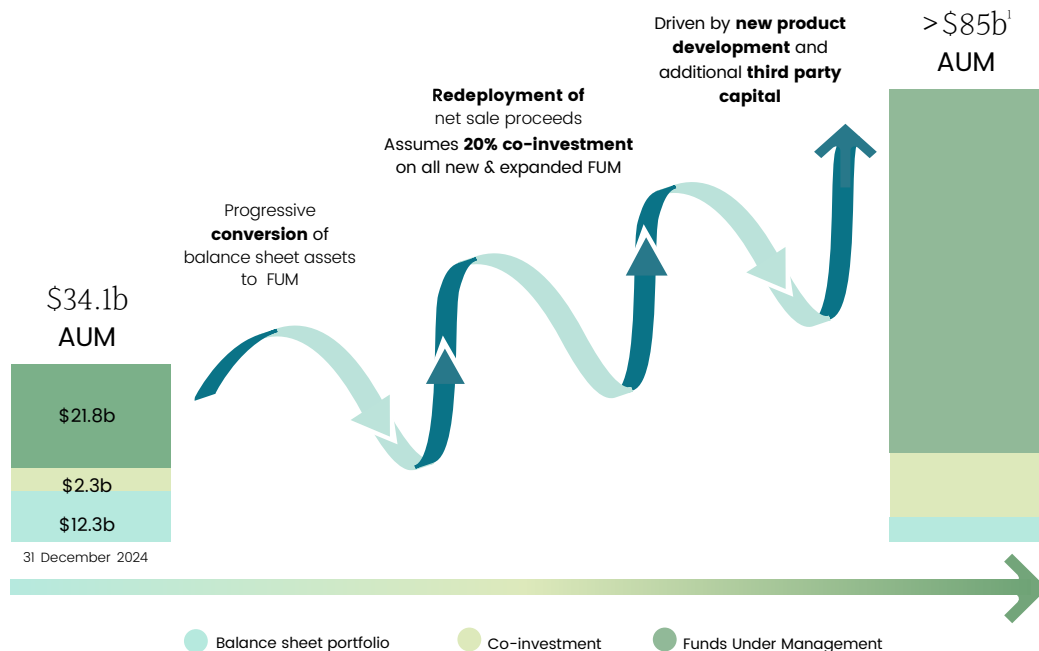 Driven by new product
development and
additional third party
capital
>$85b¹
AUM
Redeployment of
net sale proceeds
Assumes 20% co-investment
on all new & expanded FUM
Progressive
conversion of
balance sheet assets
to FUM
$34.1b
AUM
$21.8b
$2.3b
$12.3b
31 December 2024
Balance sheet portfolio
Co-investment
Funds Under Management